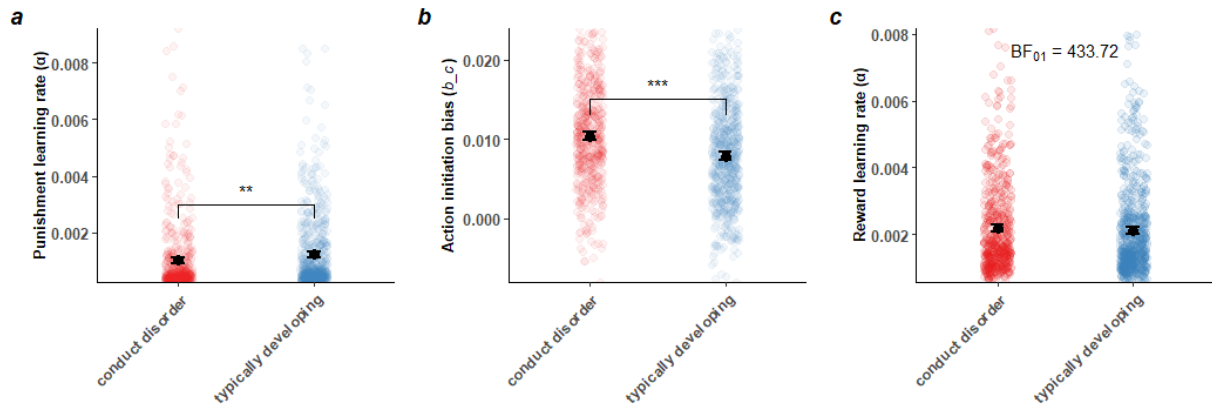 a
Punishment learning rate (α)
0.008
0.006
0.004
0.002
**
conduct disorder
typically developing
b
Action initiation bias (b_c)
0.020
0.010
0.000
***
conduct disorder
typically developing
c
Reward learning rate (α)
0.008
0.006
0.004
0.002
BF₀₁ = 433.72
conduct disorder
typically developing